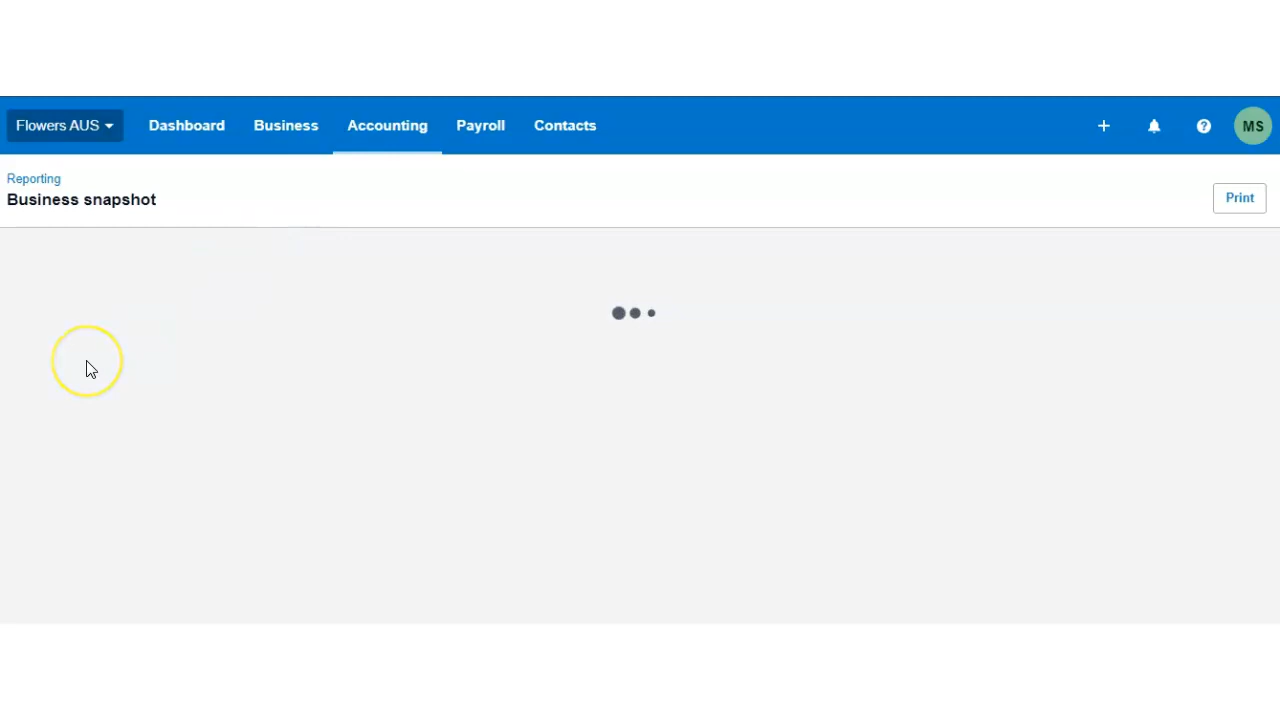 Flowers AUS Dashboard Business Accounting Payroll Contacts + ? MS
Reporting
Business snapshot
Print